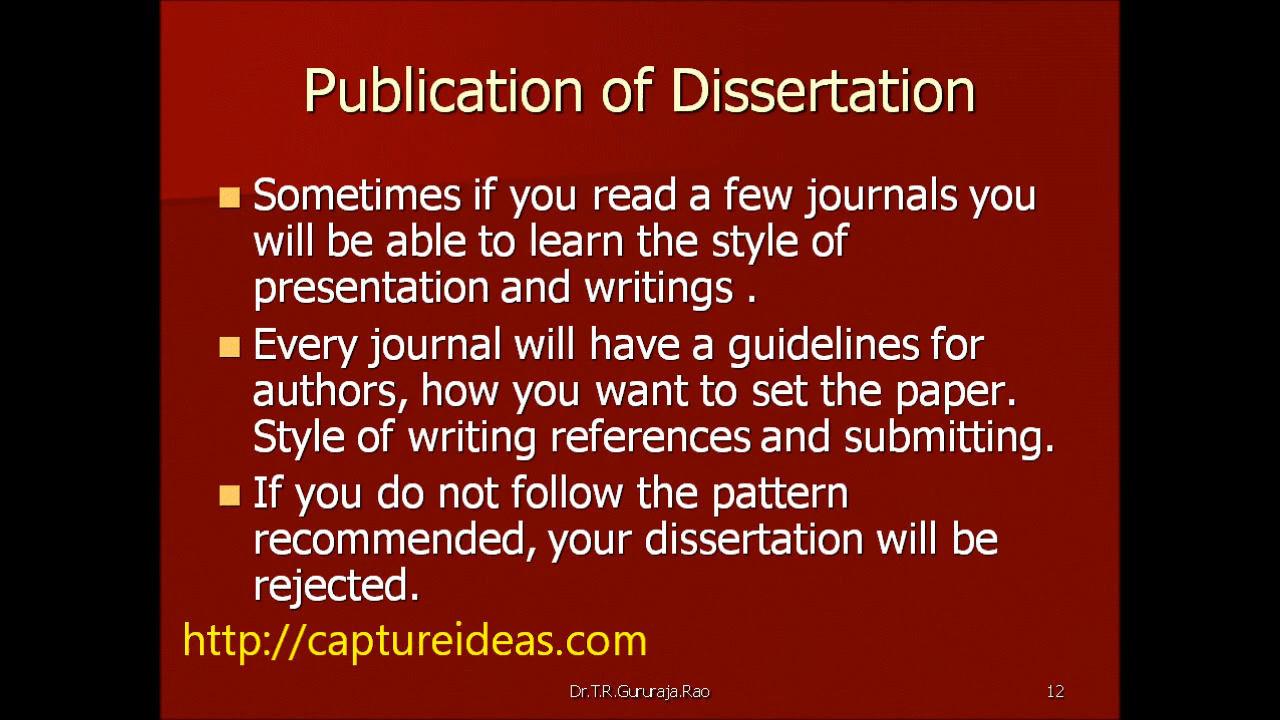 Publication of Dissertation
Sometimes if you read a few journals you
will be able to learn the style of
presentation and writings .
Every journal will have a guidelines for
authors, how you want to set the paper.
Style of writing references and submitting.
If you do not follow the pattern
recommended, your dissertation will be
rejected.
http://captureideas.com
Dr.T.R.Gururaja.Rao
12